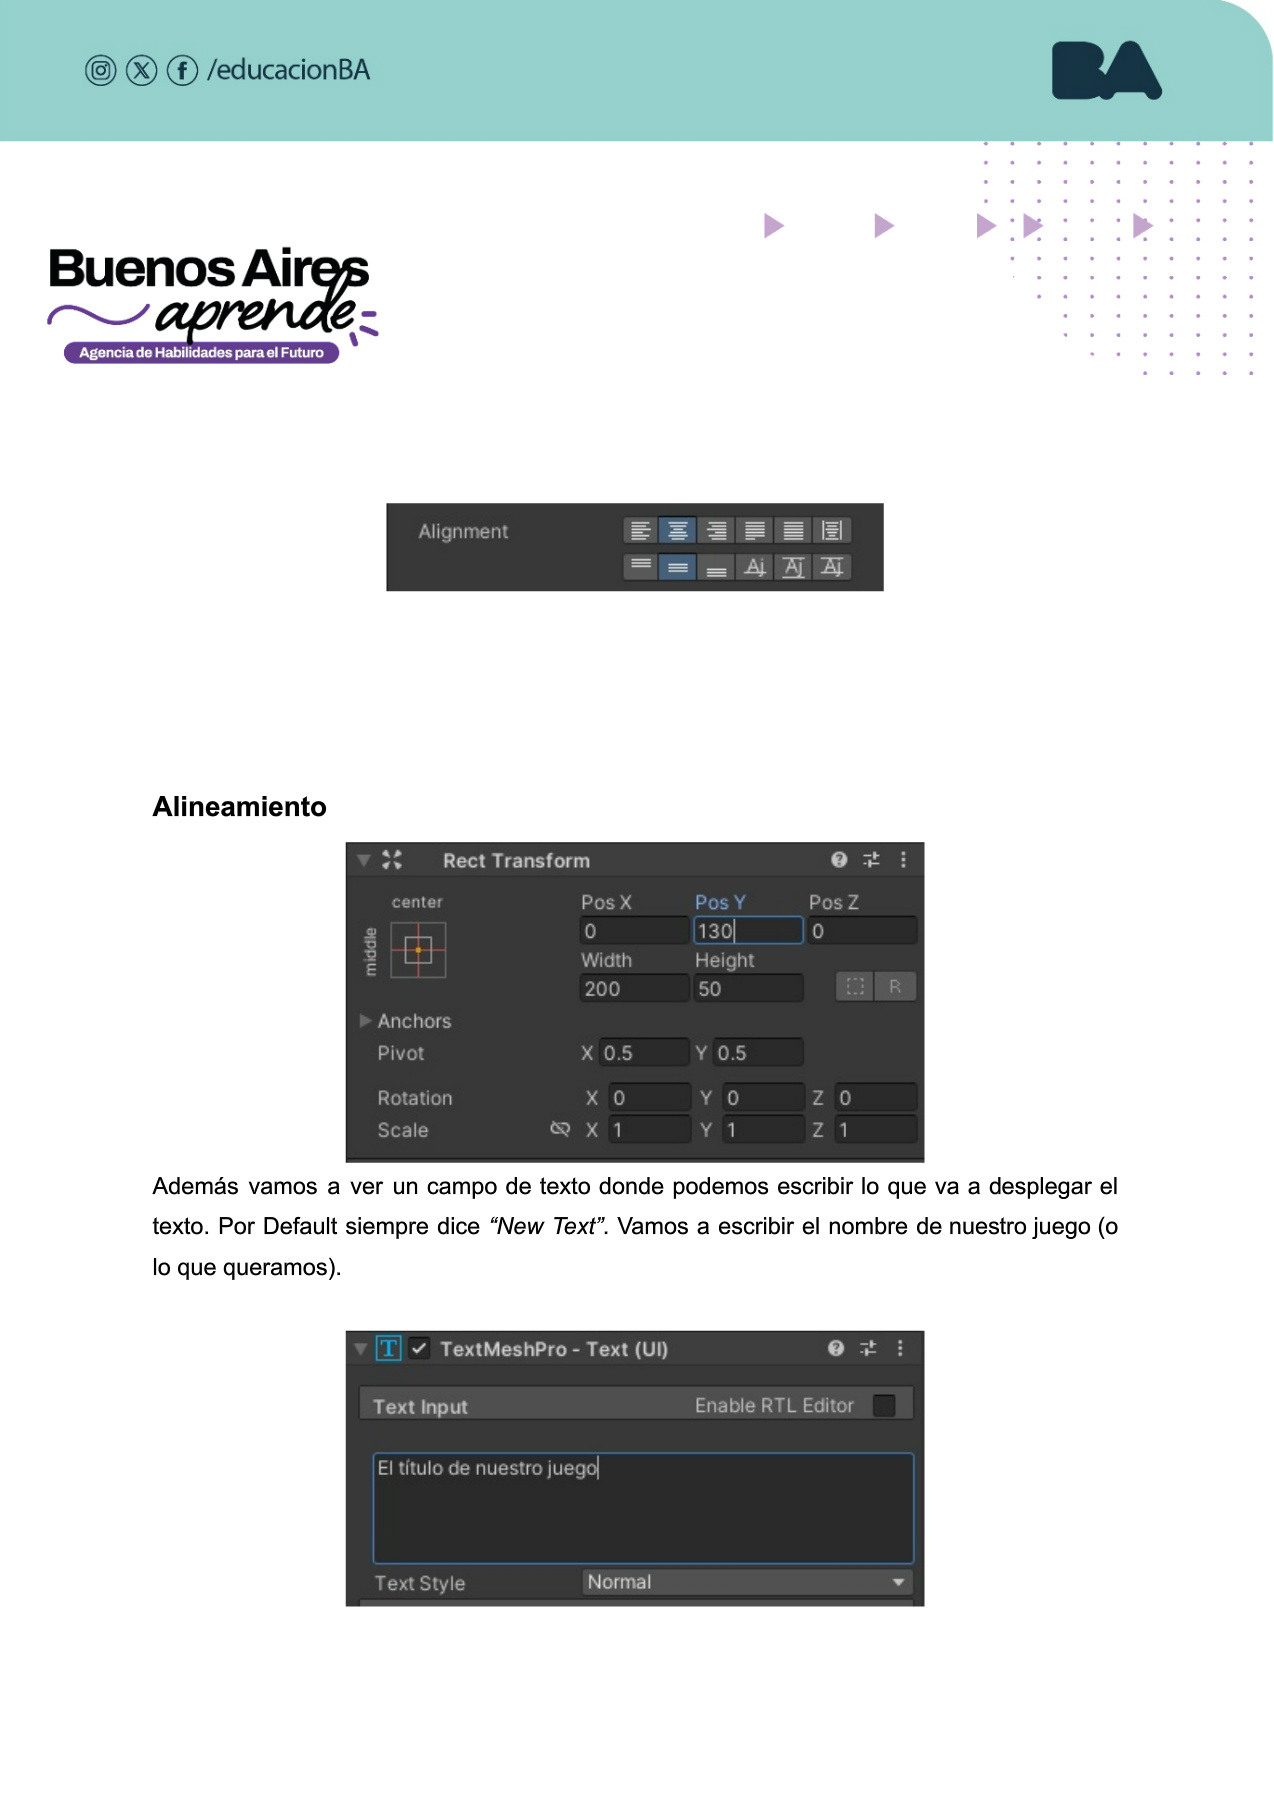 /educacionBA
BA
Buenos Aires
aprende
Agencia de Habilidades para el Futuro
Alignment
Alineamiento
Rect Transform
center
middle
Pos X Pos Y Pos Z
0 130 0
Width Height
200 50
R
Anchors
Pivot X 0.5 Y 0.5
Rotation X 0 Y 0 Z 0
Scale X 1 Y 1 Z 1
Además vamos a ver un campo de texto donde podemos escribir lo que va a desplegar el
texto. Por Default siempre dice “New Text”. Vamos a escribir el nombre de nuestro juego (o
lo que queramos).
TextMeshPro - Text (UI)
Text Input Enable RTL Editor
El título de nuestro juego
Text Style Normal